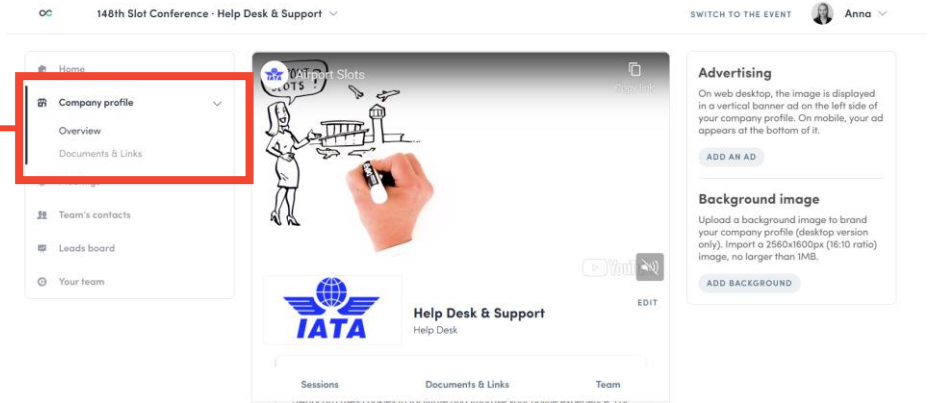 148th Slot Conference · Help Desk & Support
SWITCH TO THE EVENT
Anna
Home
Company profile
Overview
Documents & Links
Team's contacts
Leads board
Your team
IATA
Airport Slots
Copy link
YouTube
IATA
Help Desk & Support
Help Desk
EDIT
Sessions
Documents & Links
Team
Advertising
On web desktop, the image is displayed
in a vertical banner ad on the left side of
your company profile. On mobile, your ad
appears at the bottom of it.
ADD AN AD
Background image
Upload a background image to brand
your company profile (desktop version
only). Import a 2560x1600px (16:10 ratio)
image, no larger than 1MB.
ADD BACKGROUND